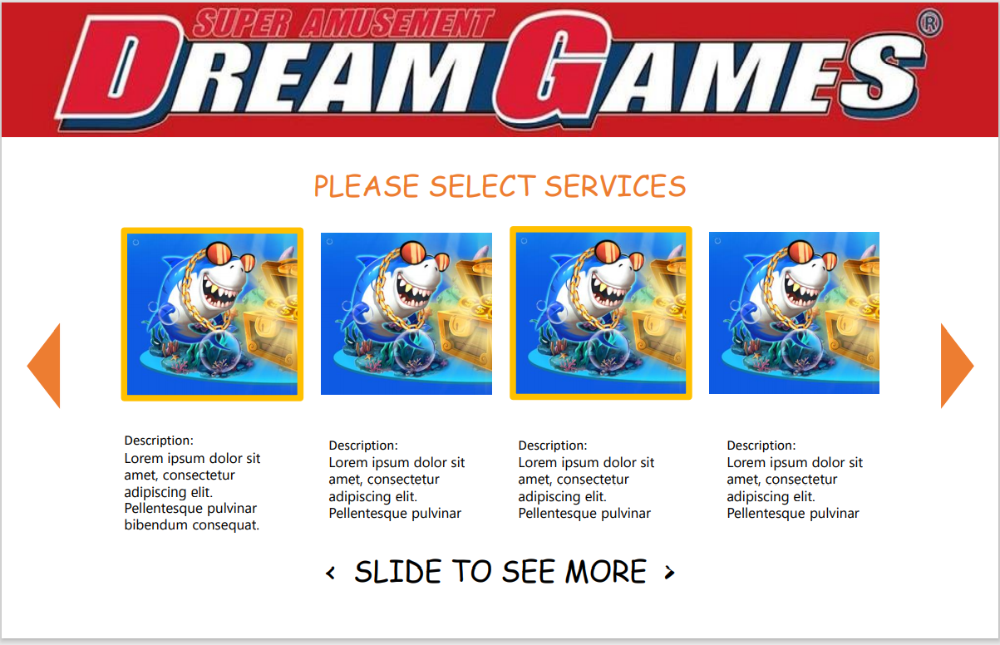 SUPER AMUSEMENT
DREAM GAMES®
PLEASE SELECT SERVICES
Description:
Lorem ipsum dolor sit
amet, consectetur
adipiscing elit.
Pellentesque pulvinar
bibendum consequat.
Description:
Lorem ipsum dolor sit
amet, consectetur
adipiscing elit.
Pellentesque pulvinar
Description:
Lorem ipsum dolor sit
amet, consectetur
adipiscing elit.
Pellentesque pulvinar
Description:
Lorem ipsum dolor sit
amet, consectetur
adipiscing elit.
Pellentesque pulvinar
< SLIDE TO SEE MORE >